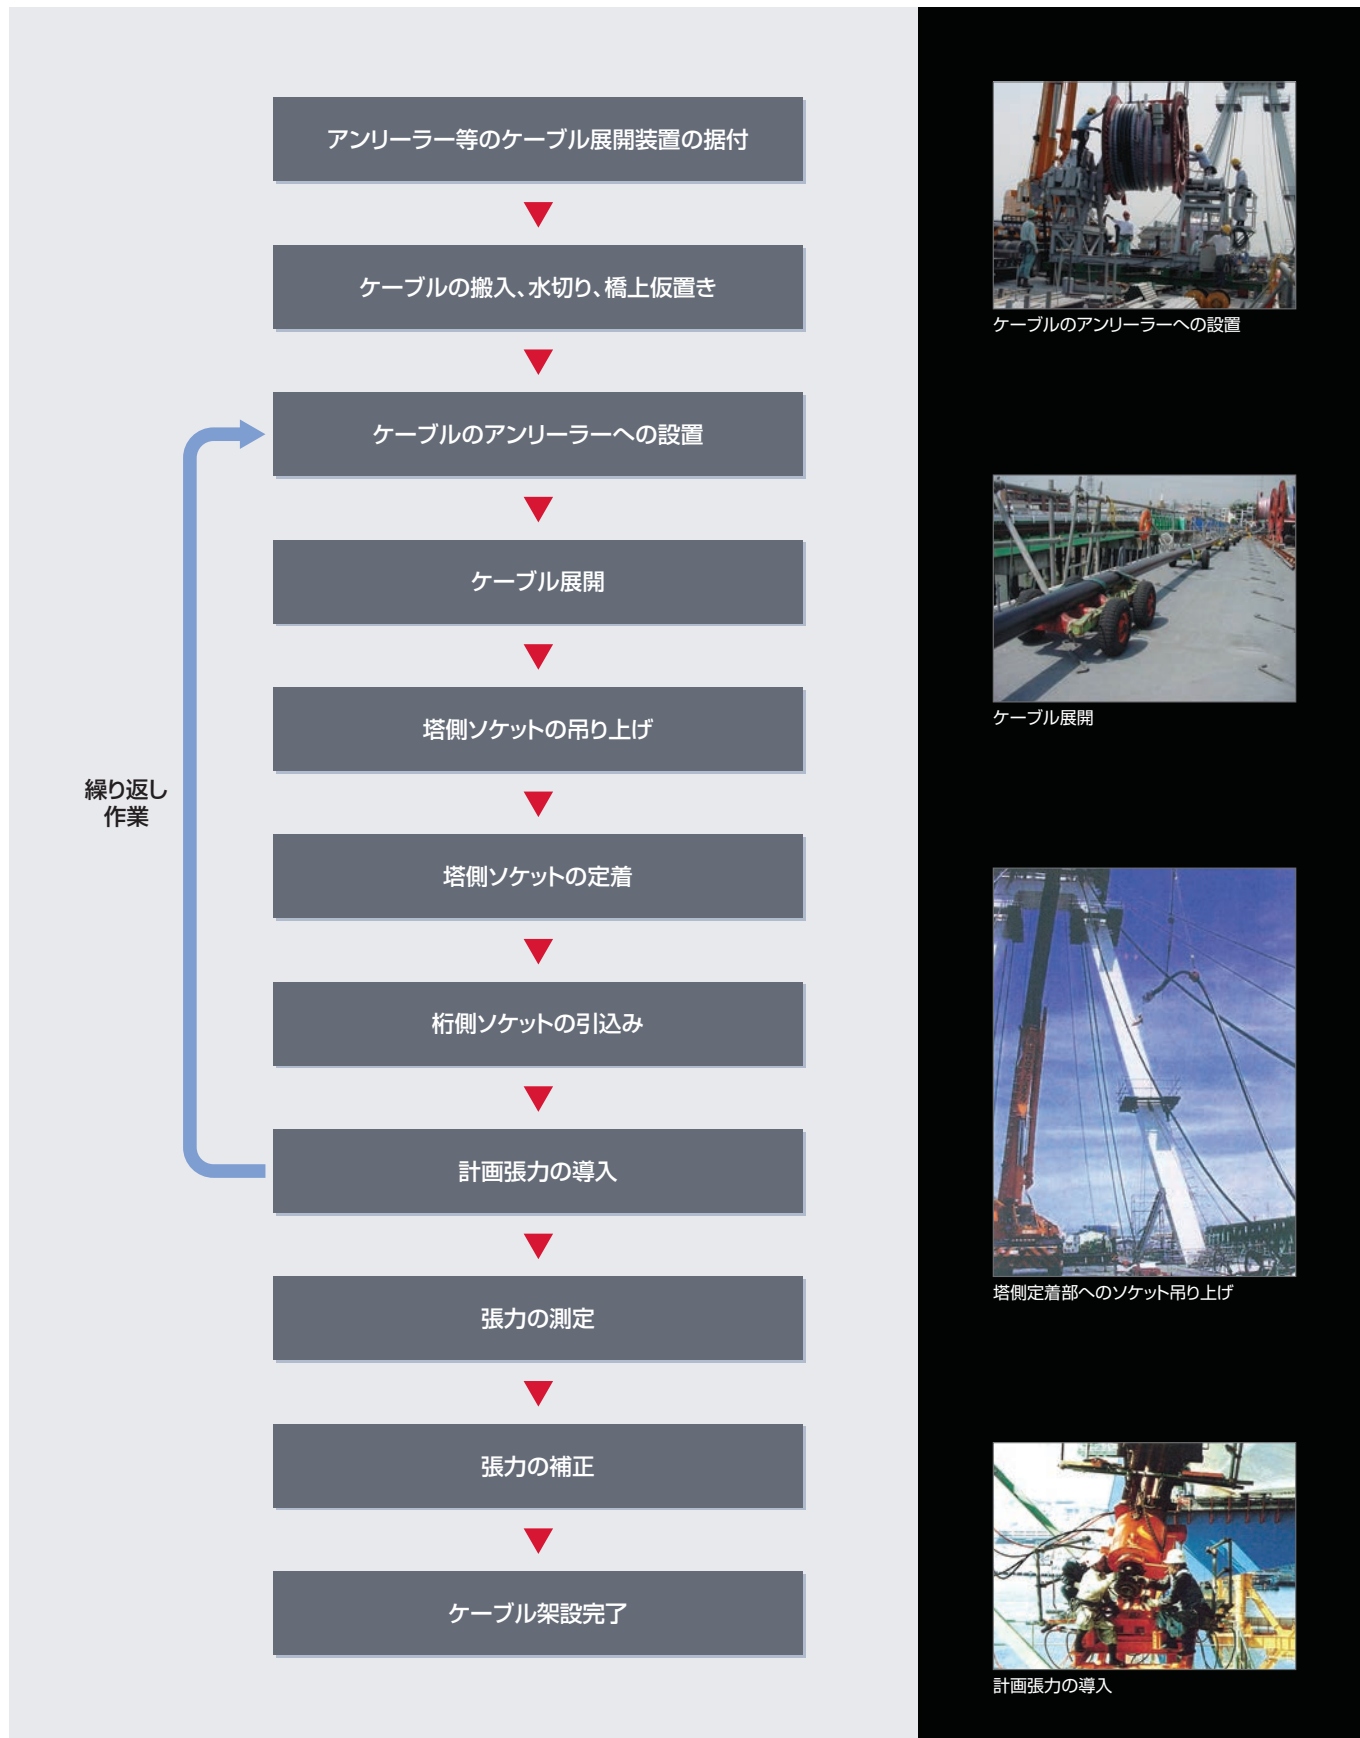 アンリーラー等のケーブル展開装置の据付
ケーブルの搬入、水切り、橋上仮置き
ケーブルのアンリーラーへの設置
ケーブル展開
塔側ソケットの吊り上げ
塔側ソケットの定着
桁側ソケットの引込み
計画張力の導入
張力の測定
張力の補正
ケーブル架設完了
繰り返し
作業
ケーブルのアンリーラーへの設置
ケーブル展開
塔側定着部へのソケット吊り上げ
計画張力の導入